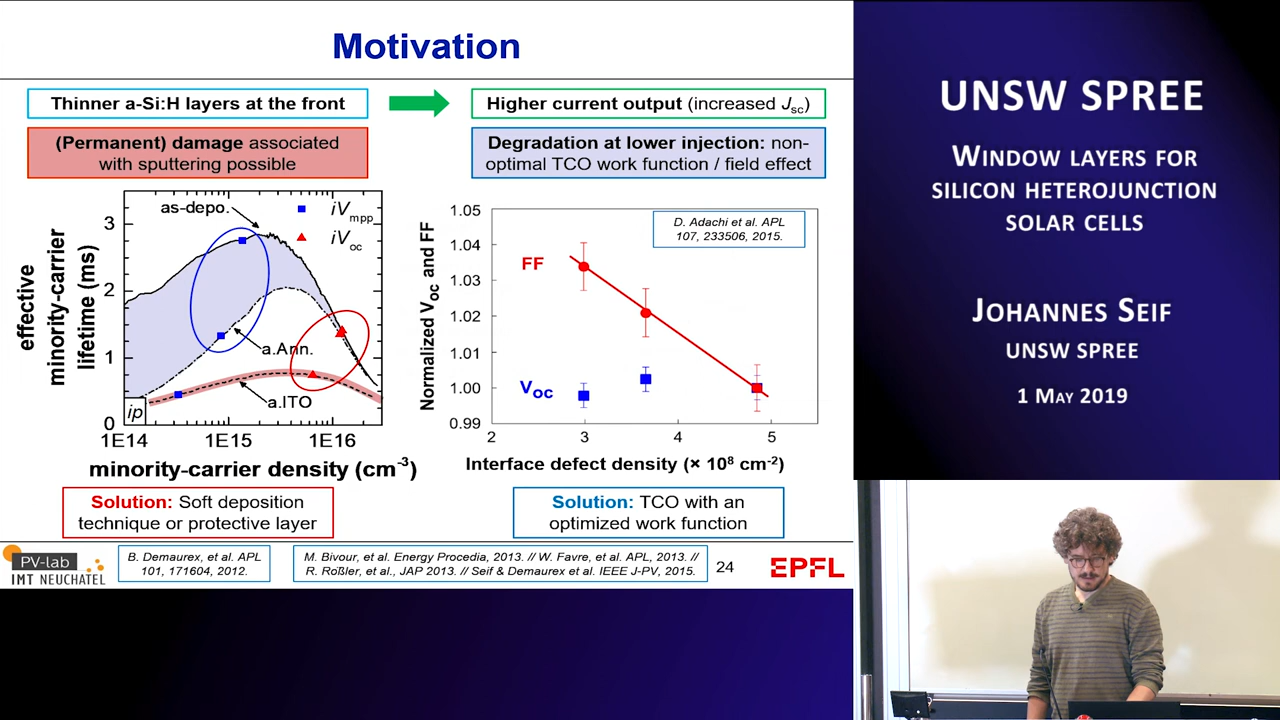 Motivation
Thinner a-Si:H layers at the front
Higher current output (increased Jsc)
(Permanent) damage associated
with sputtering possible
Degradation at lower injection: non-
optimal TCO work function / field effect
effective
minority-carrier
lifetime (ms)
3
2
1
0
as-depo.
iVmpp
iVoc
a.Ann.
a.ITO
ip
1E14
1E15
1E16
minority-carrier density (cm-3)
Normalized Voc and FF
1.05
1.04
1.03
1.02
1.01
1.00
0.99
D. Adachi et al. APL
107, 233506, 2015.
FF
Voc
2
3
4
5
Interface defect density (× 10⁸ cm⁻²)
Solution: Soft deposition
technique or protective layer
Solution: TCO with an
optimized work function
PV-lab
IMT NEUCHATEL
B. Demaurex, et al. APL
101, 171604, 2012.
M. Bivour, et al. Energy Procedia, 2013. // W. Favre, et al. APL, 2013. //
R. Roßler, et al., JAP 2013. // Seif & Demaurex et al. IEEE J-PV, 2015.
24
EPFL
UNSW SPREE
WINDOW LAYERS FOR
SILICON HETEROJUNCTION
SOLAR CELLS
JOHANNES SEIF
UNSW SPREE
1 MAY 2019